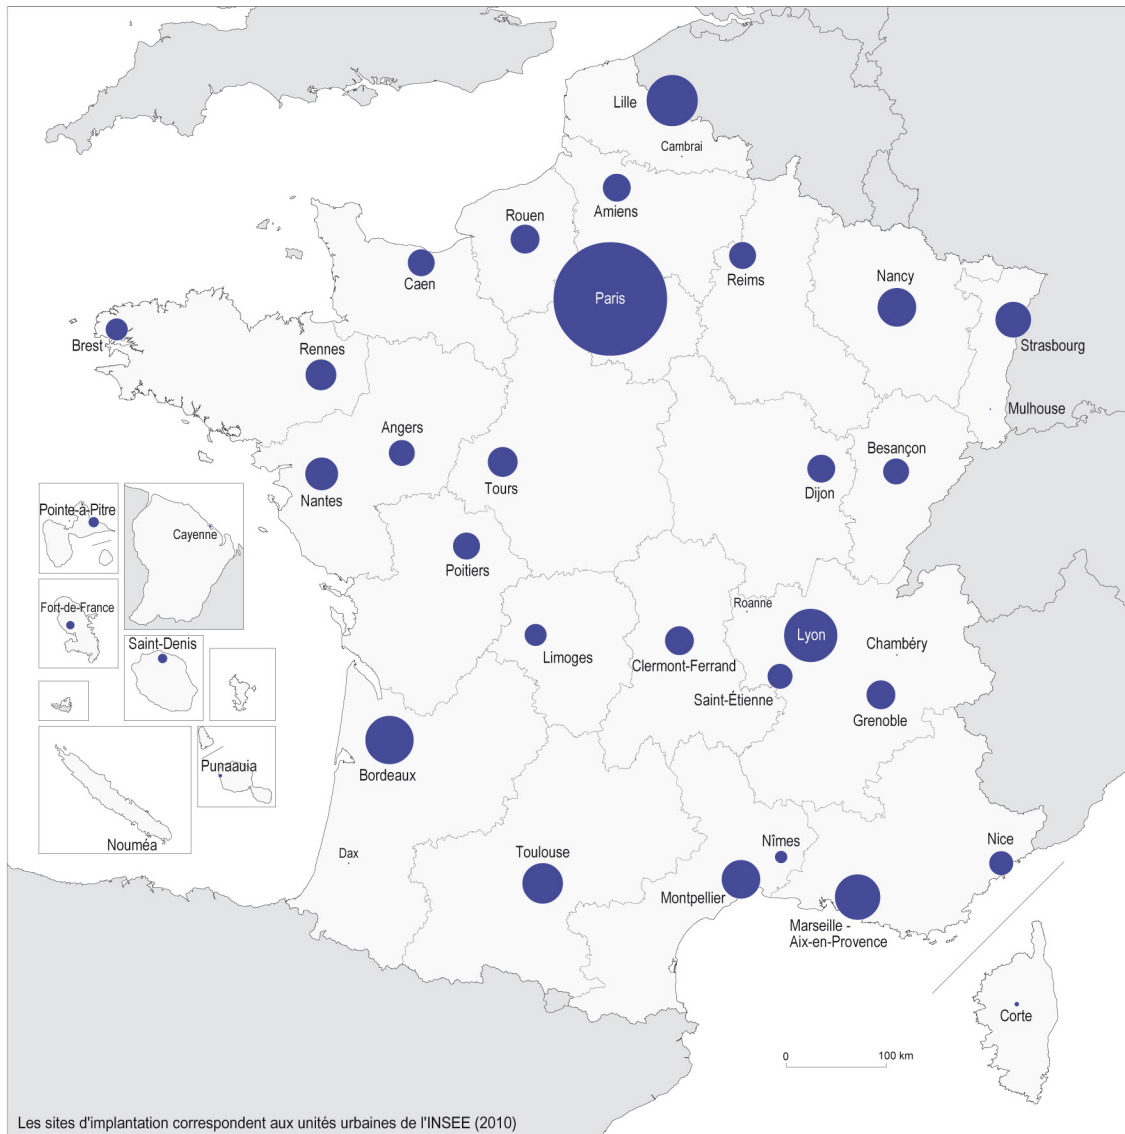 Lille
Cambrai
Amiens
Rouen
Caen
Paris
Reims
Nancy
Strasbourg
Brest
Rennes
Mulhouse
Angers
Nantes
Tours
Dijon
Besançon
Pointe-à-Pitre
Cayenne
Poitiers
Fort-de-France
Saint-Denis
Limoges
Clermont-Ferrand
Roanne
Lyon
Chambéry
Saint-Étienne
Grenoble
Bordeaux
Punaauia
Nouméa
Dax
Toulouse
Nîmes
Montpellier
Nice
Marseille -
Aix-en-Provence
Corte
0
100 km
Les sites d'implantation correspondent aux unités urbaines de l'INSEE (2010)